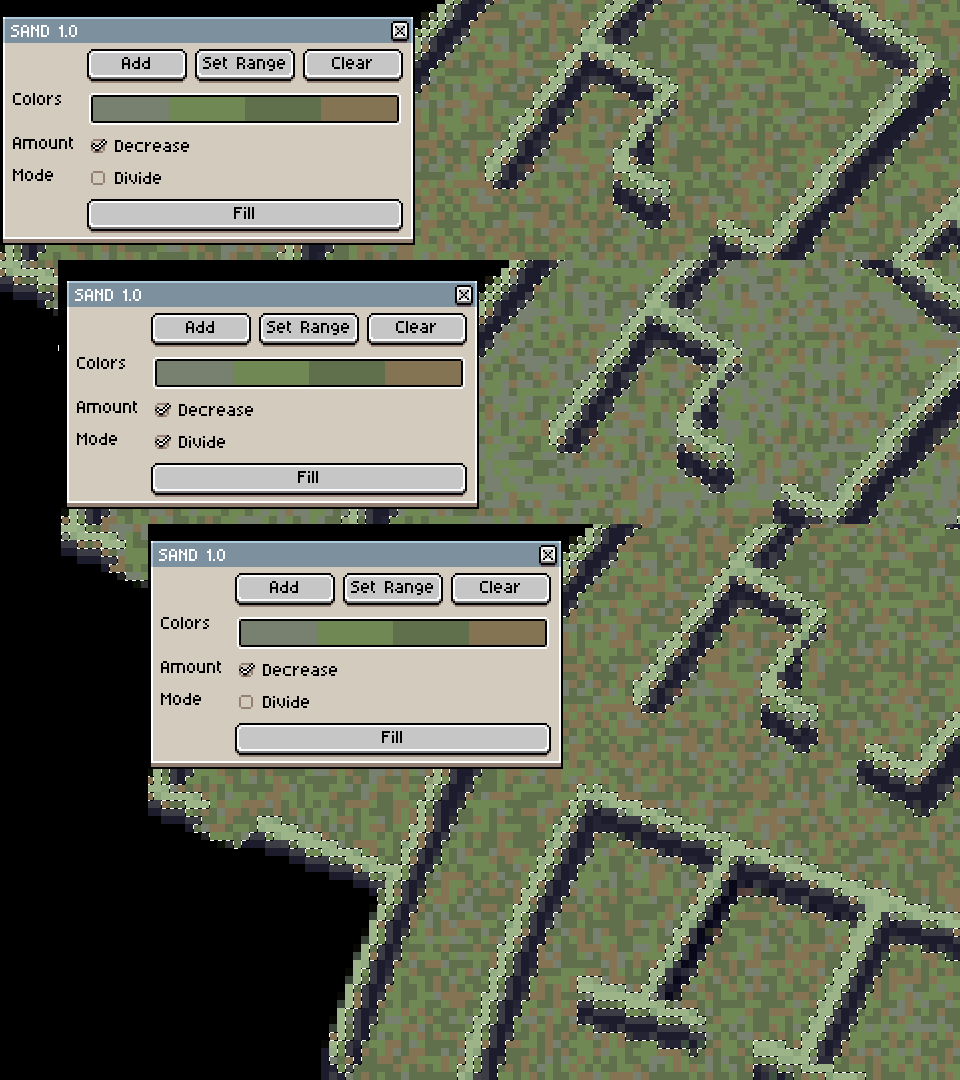 SAND 1.0
Add Set Range Clear
Colors
Amount Decrease
Mode Divide
Fill
SAND 1.0
Add Set Range Clear
Colors
Amount Decrease
Mode Divide
Fill
SAND 1.0
Add Set Range Clear
Colors
Amount Decrease
Mode Divide
Fill